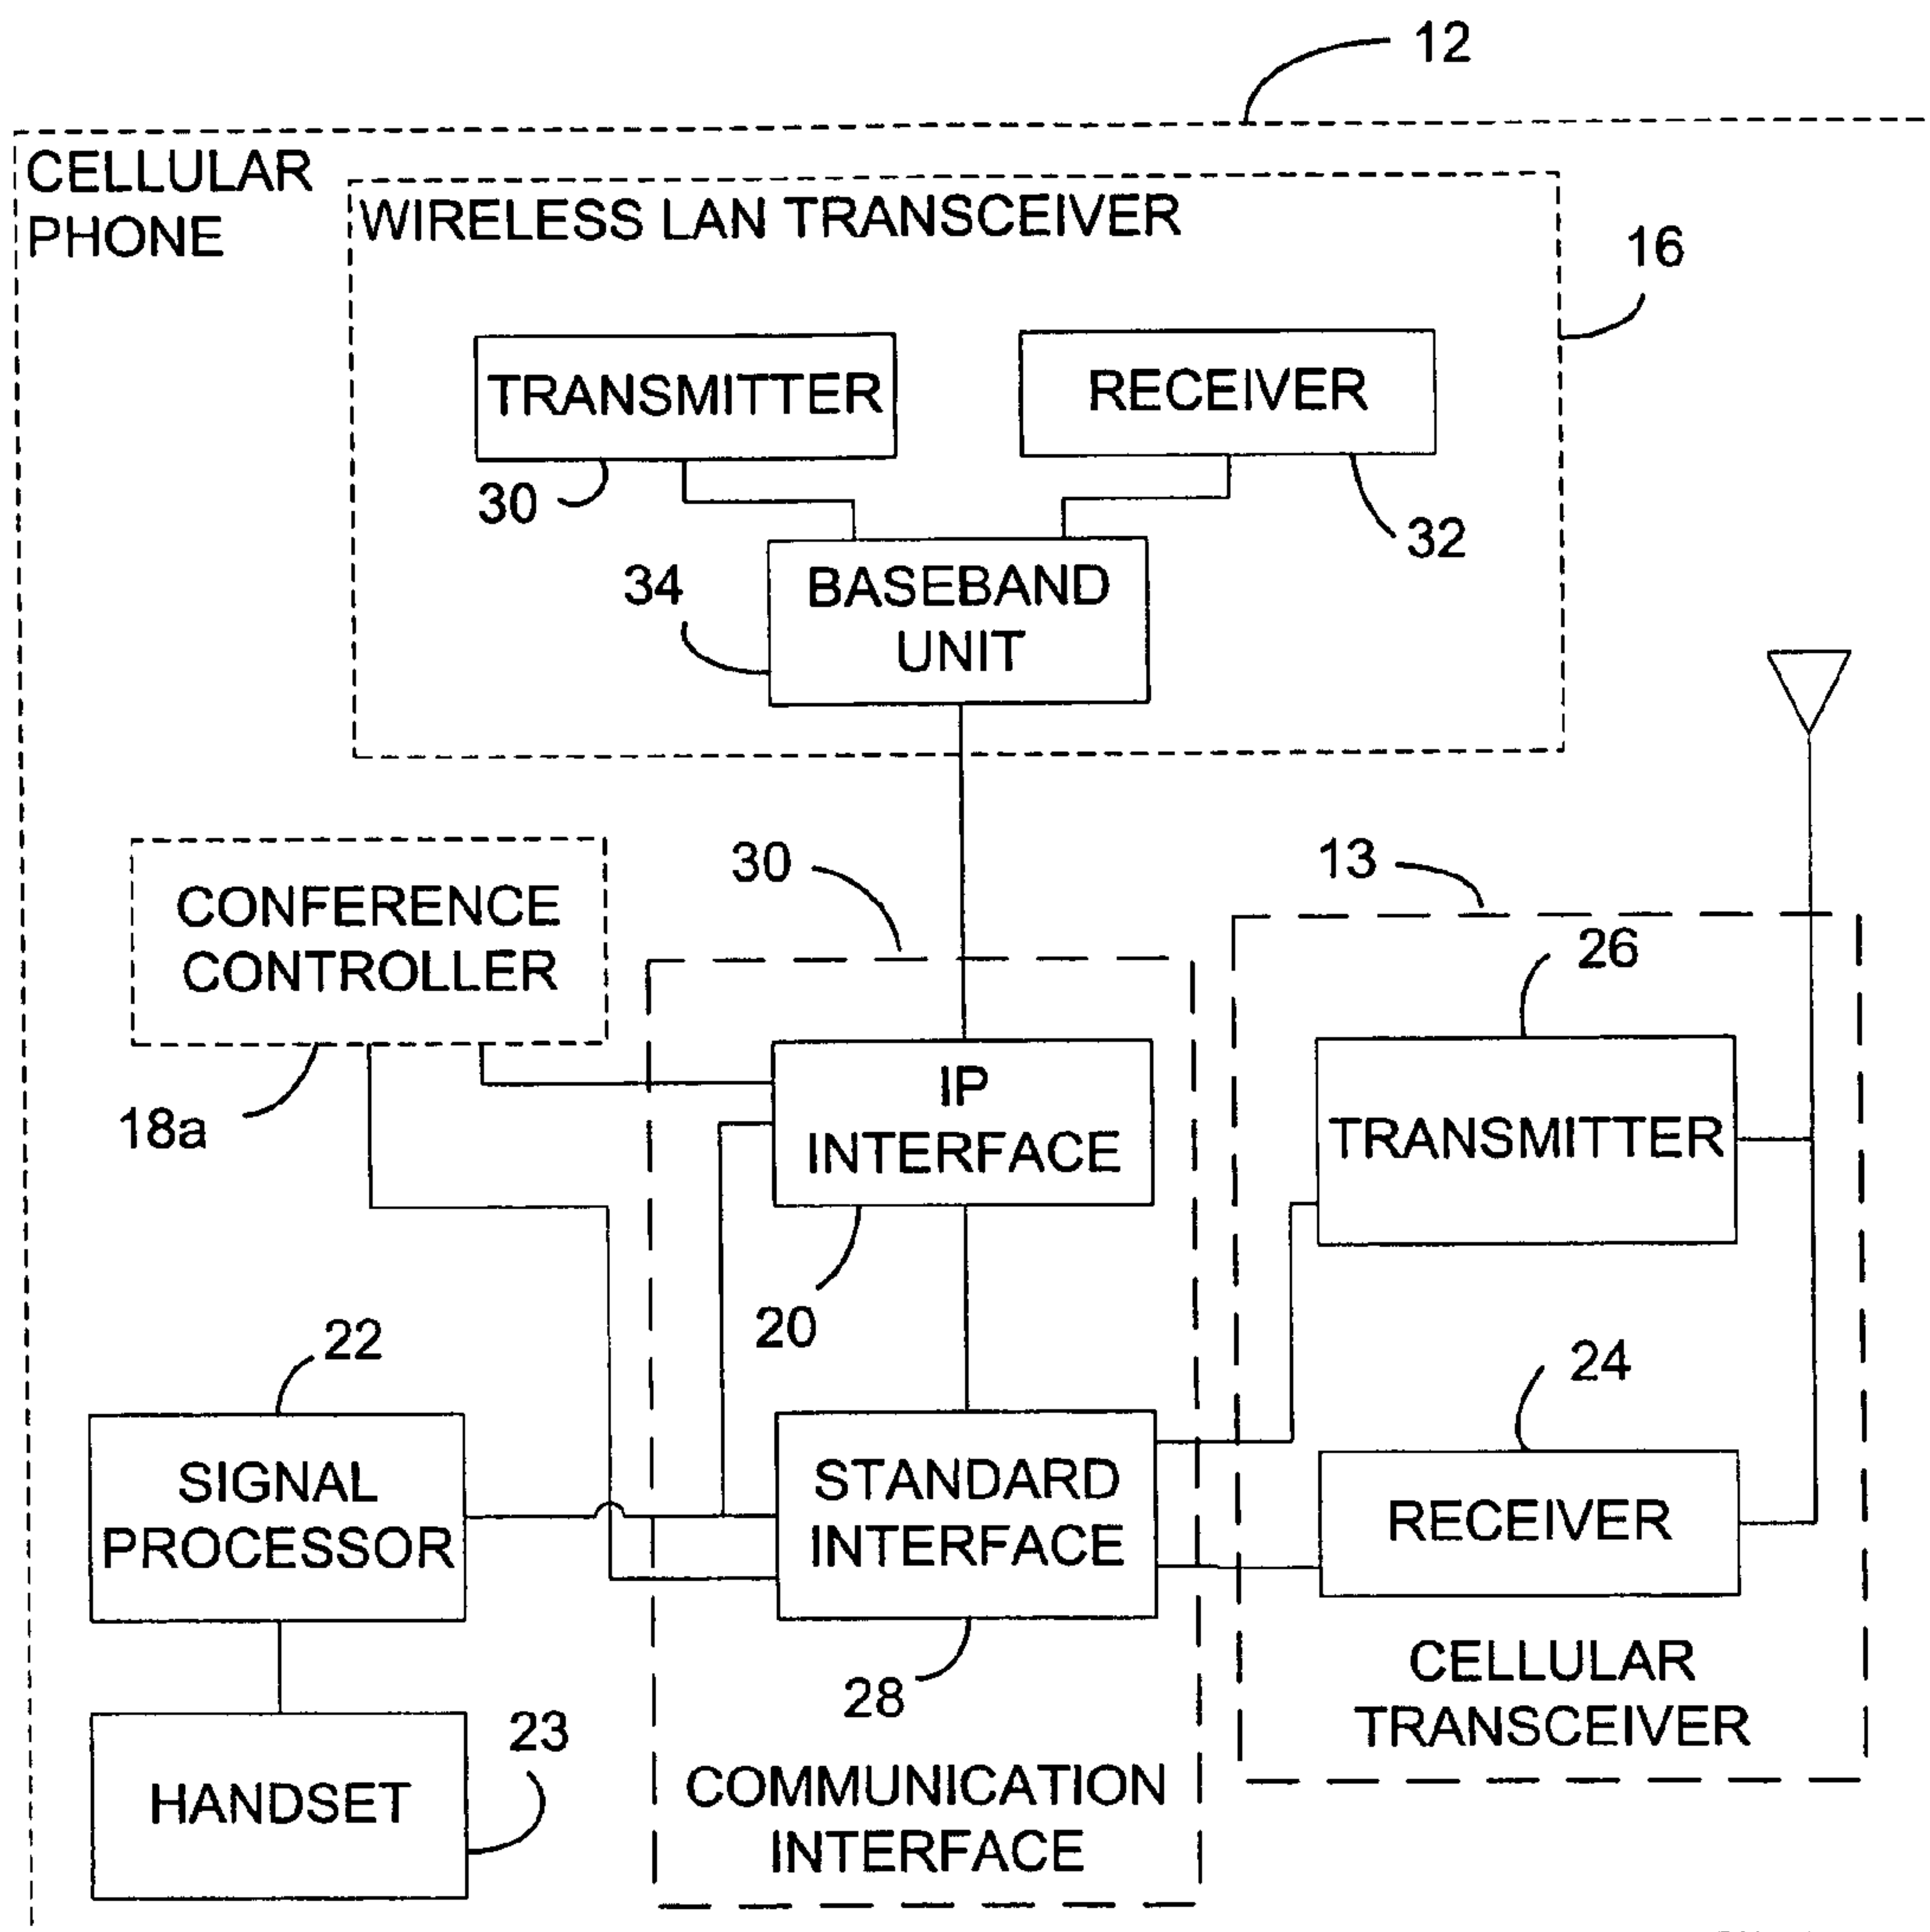 12
CELLULAR
PHONE
WIRELESS LAN TRANSCEIVER
16
TRANSMITTER
RECEIVER
30
32
34
BASEBAND
UNIT
30
13
CONFERENCE
CONTROLLER
26
18a
IP
INTERFACE
TRANSMITTER
20
22
24
SIGNAL
PROCESSOR
STANDARD
INTERFACE
RECEIVER
28
CELLULAR
TRANSCEIVER
23
HANDSET
COMMUNICATION
INTERFACE